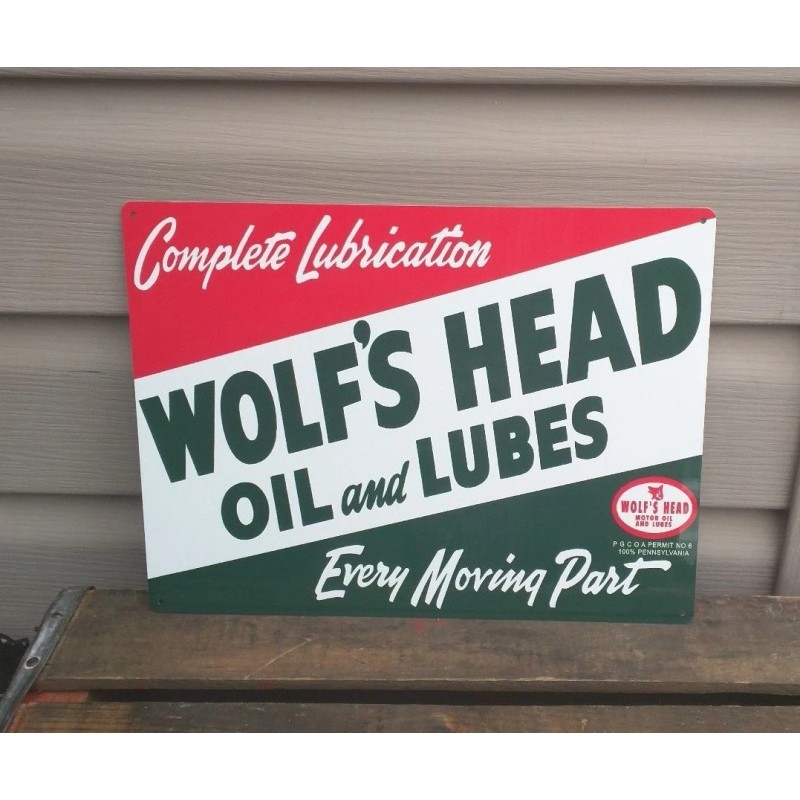 Complete Lubrication
WOLF'S HEAD
OIL and LUBES
WOLF'S HEAD
MOTOR OIL
AND LUBES
P G C O A PERMIT NO 6
100% PENNSYLVANIA
Every Moving Part